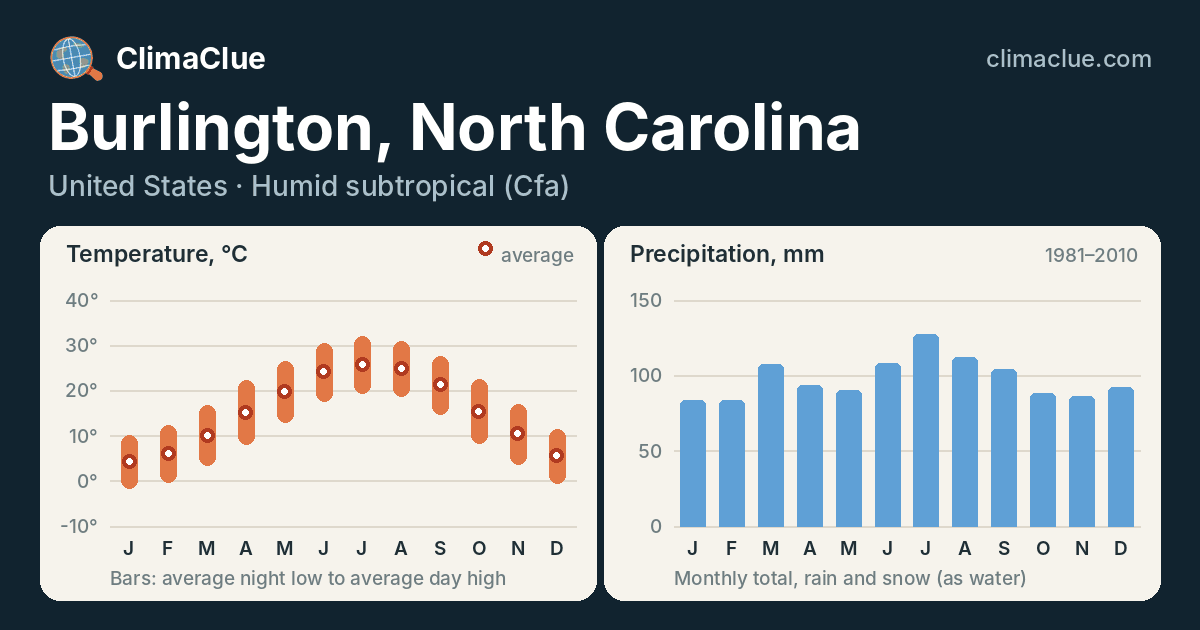 ClimaClue
climaclue.com
Burlington, North Carolina
United States · Humid subtropical (Cfa)
Temperature, °C
average
40°
30°
20°
10°
0°
-10°
J F M A M J J A S O N D
Bars: average night low to average day high
Precipitation, mm
1981–2010
150
100
50
0
J F M A M J J A S O N D
Monthly total, rain and snow (as water)